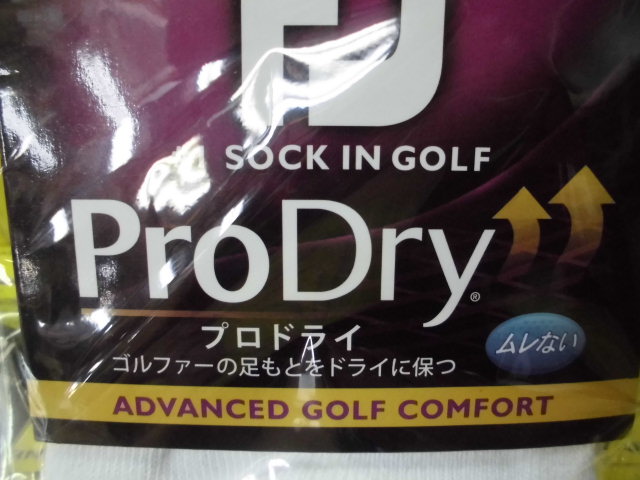 FJ
#1 SOCK IN GOLF
ProDry®
プロドライ
ゴルファーの足もとをドライに保つ
ムレない
ADVANCED GOLF COMFORT